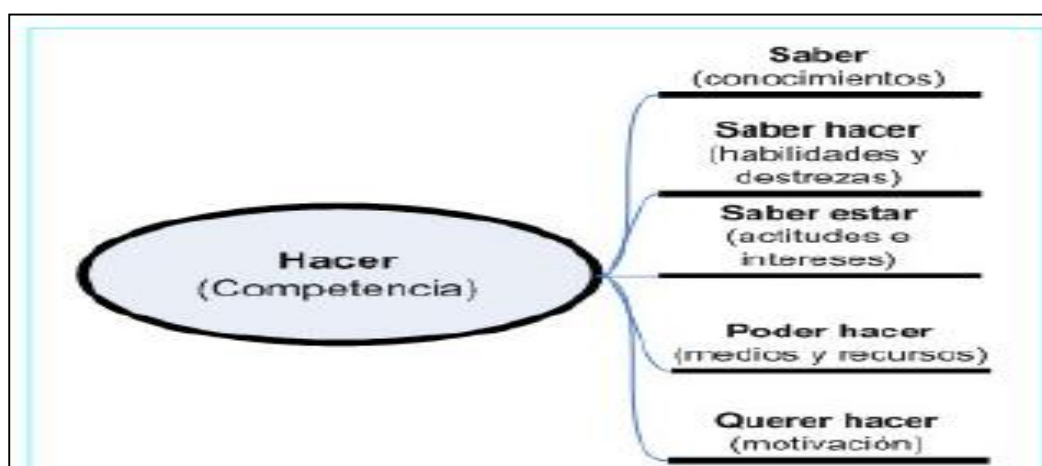 Saber
(conocimientos)
Saber hacer
(habilidades y
destrezas)
Saber estar
(actitudes e
intereses)
Hacer
(Competencia)
Poder hacer
(medios y recursos)
Querer hacer
(motivación)